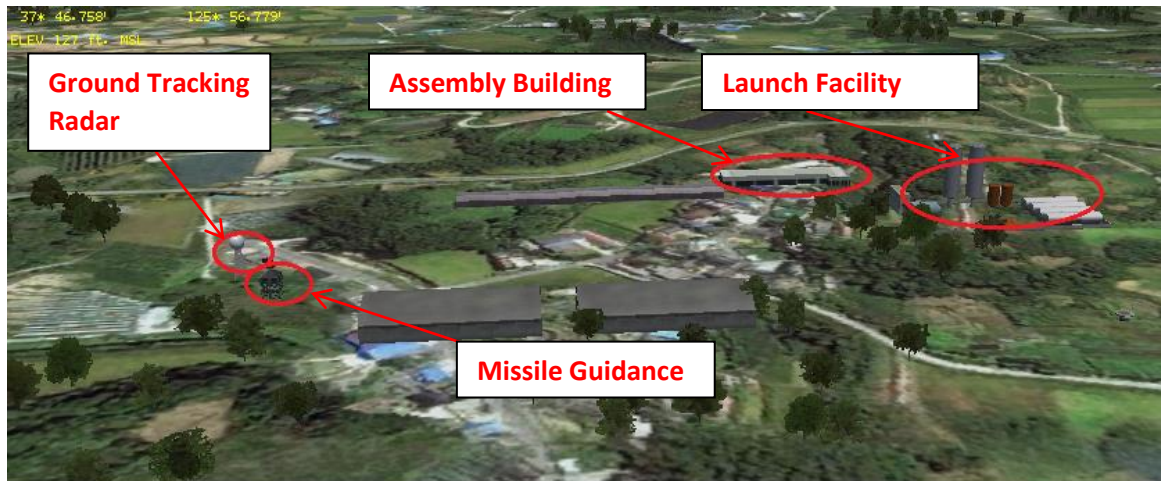 37* 46.758' 125* 56.779'
ELEV 127 ft. MSL
Ground Tracking
Radar
Assembly Building
Launch Facility
Missile Guidance